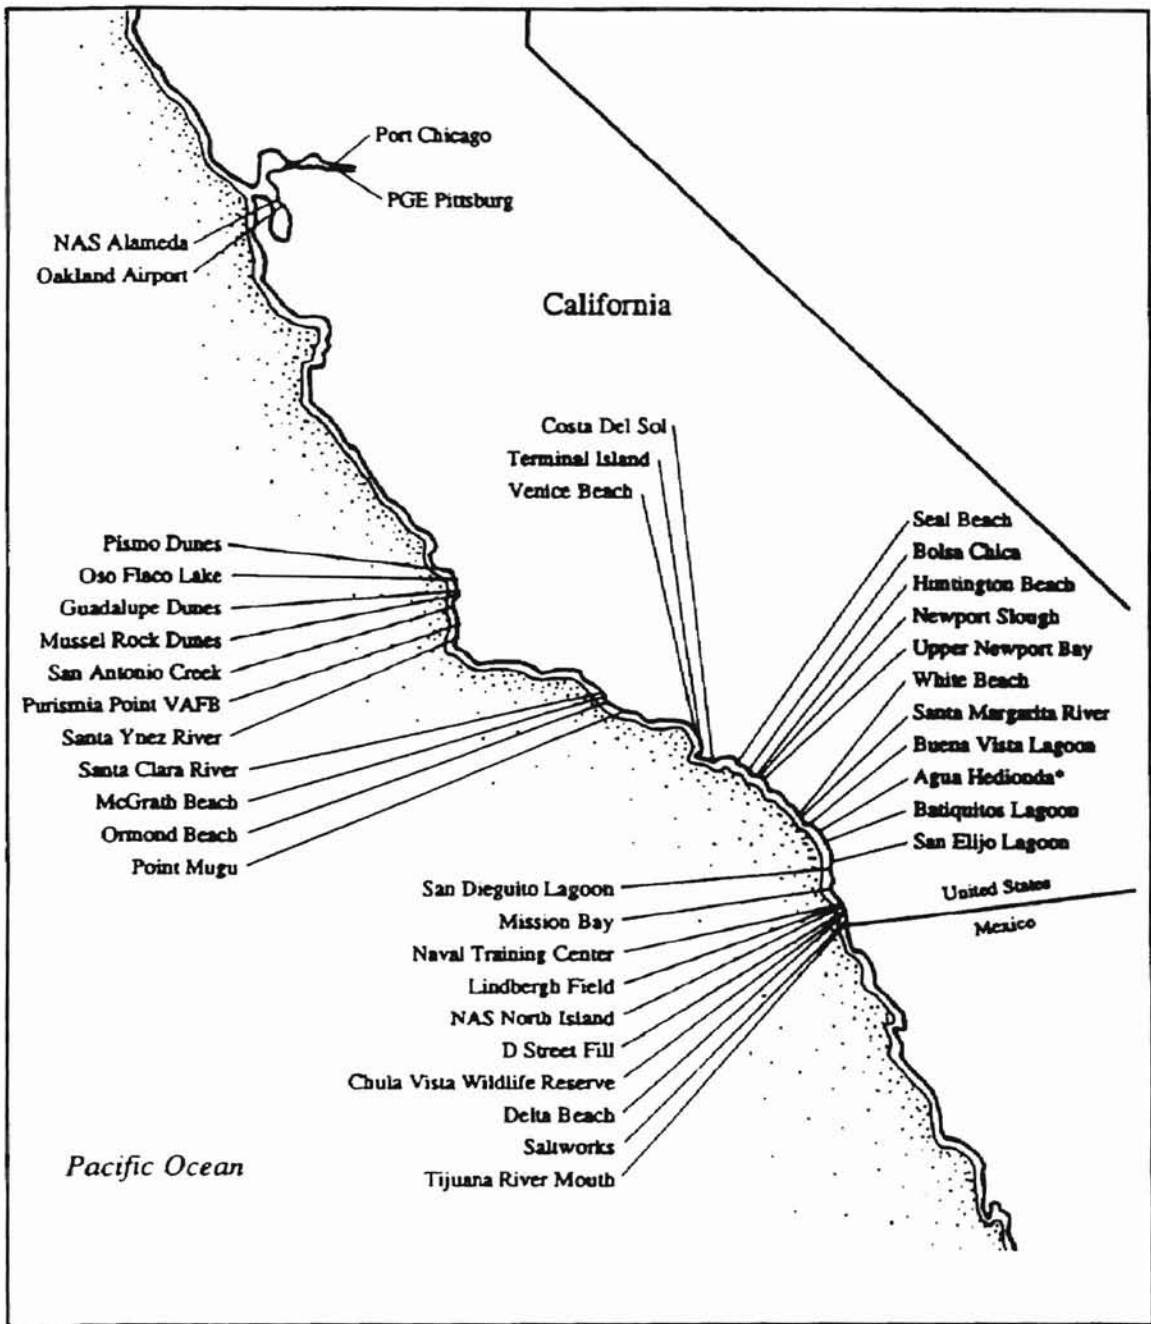 Port Chicago
PGE Pittsburg
NAS Alameda
Oakland Airport
California
Costa Del Sol
Terminal Island
Venice Beach
Pismo Dunes
Oso Flaco Lake
Guadalupe Dunes
Mussel Rock Dunes
San Antonio Creek
Purismia Point VAFB
Santa Ynez River
Santa Clara River
McGrath Beach
Ormond Beach
Point Mugu
Seal Beach
Bolsa Chica
Huntington Beach
Newport Slough
Upper Newport Bay
White Beach
Santa Margarita River
Buena Vista Lagoon
Agua Hedionda*
Batiquitos Lagoon
San Elijo Lagoon
United States
Mexico
San Dieguito Lagoon
Mission Bay
Naval Training Center
Lindbergh Field
NAS North Island
D Street Fill
Chula Vista Wildlife Reserve
Delta Beach
Saltworks
Tijuana River Mouth
Pacific Ocean